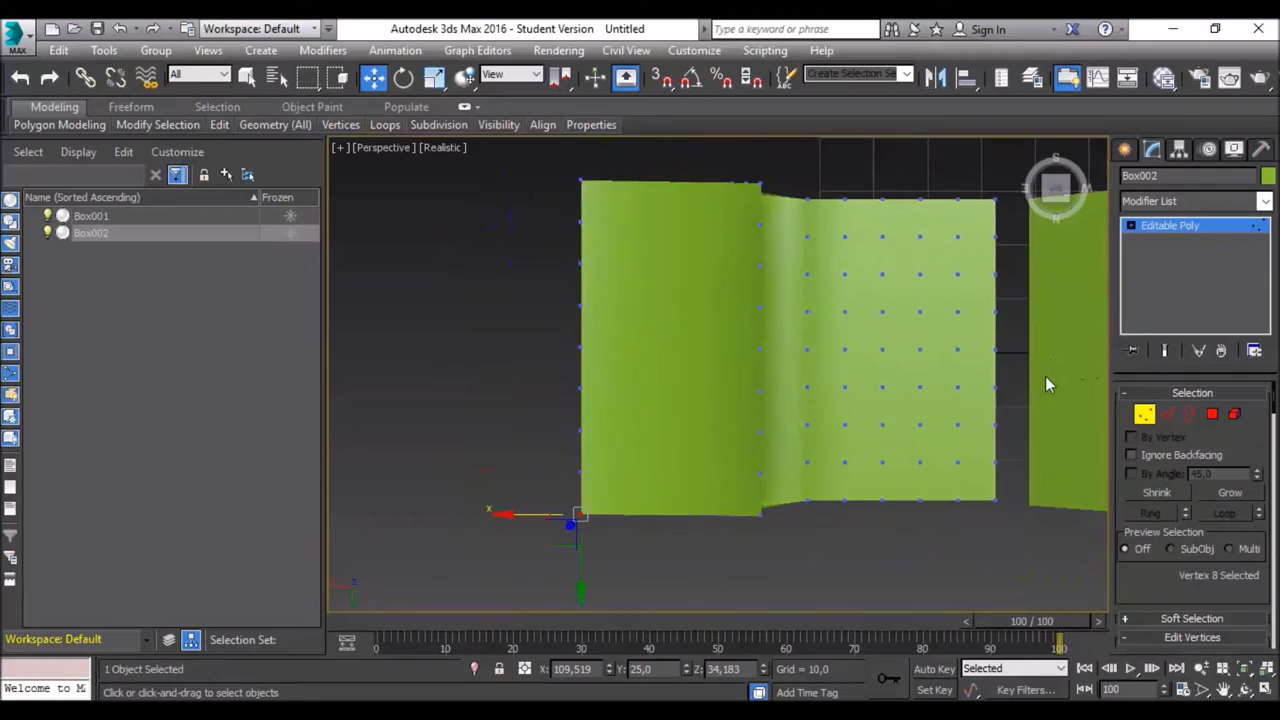 Workspace: Default
Autodesk 3ds Max 2016 - Student Version    Untitled
Type a keyword or phrase
Sign In
MAX
Edit Tools Group Views Create Modifiers Animation Graph Editors Rendering Civil View Customize Scripting Help
All
View
Create Selection Se
Modeling Freeform Selection Object Paint Populate
Polygon Modeling Modify Selection Edit Geometry (All) Vertices Loops Subdivision Visibility Align Properties
Select Display Edit Customize
Name (Sorted Ascending) Frozen
Box001
Box002
[+] [Perspective] [Realistic]
S
E
W
N
x
z
Box002
Modifier List
Editable Poly
- Selection
By Vertex
Ignore Backfacing
By Angle: 45,0
Shrink Grow
Ring Loop
Preview Selection
Off SubObj Multi
Vertex 8 Selected
+ Soft Selection
- Edit Vertices
Workspace: Default
Selection Set:
< 100 / 100 >
0 10 20 30 40 50 60 70 80 90 100
Welcome to M
1 Object Selected
Click or click-and-drag to select objects
X: 109,519 Y: 25,0 Z: 34,183 Grid = 10,0
Add Time Tag
Auto Key Selected
Set Key Key Filters...
100